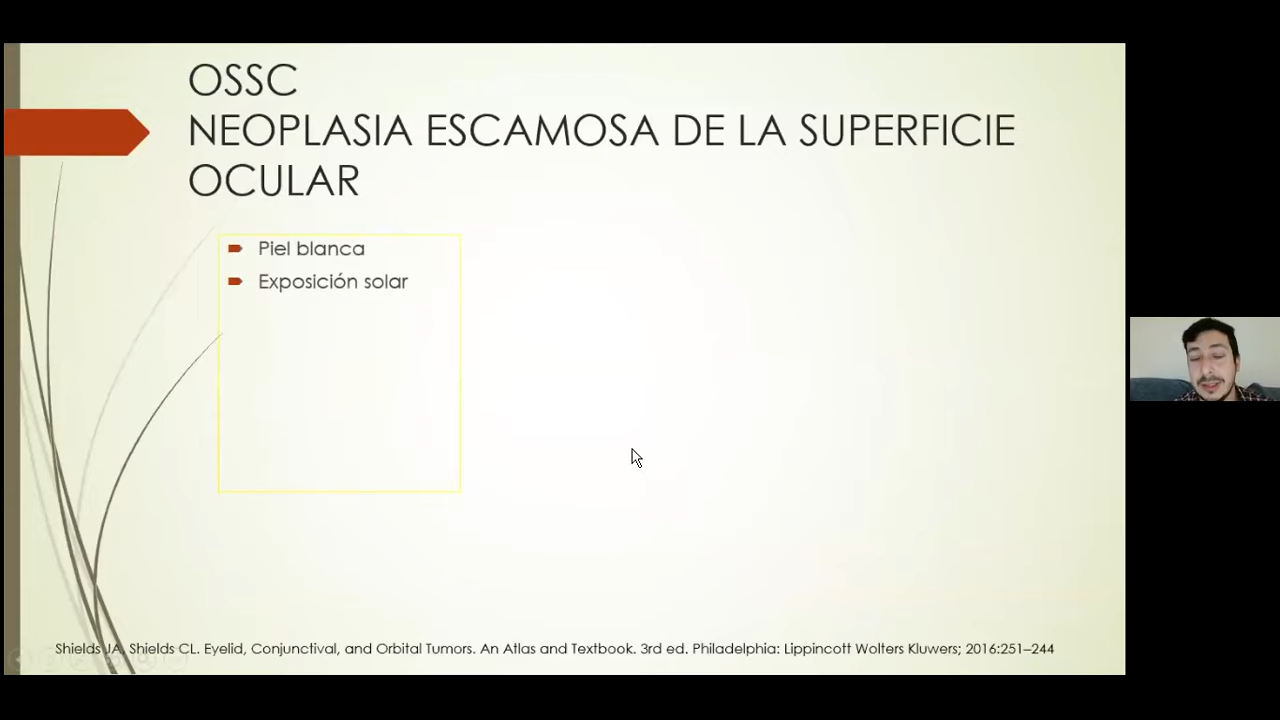 OSSC
NEOPLASIA ESCAMOSA DE LA SUPERFICIE
OCULAR
Piel blanca
Exposición solar
Shields JA, Shields CL. Eyelid, Conjunctival, and Orbital Tumors. An Atlas and Textbook. 3rd ed. Philadelphia: Lippincott Wolters Kluwers; 2016:251–244